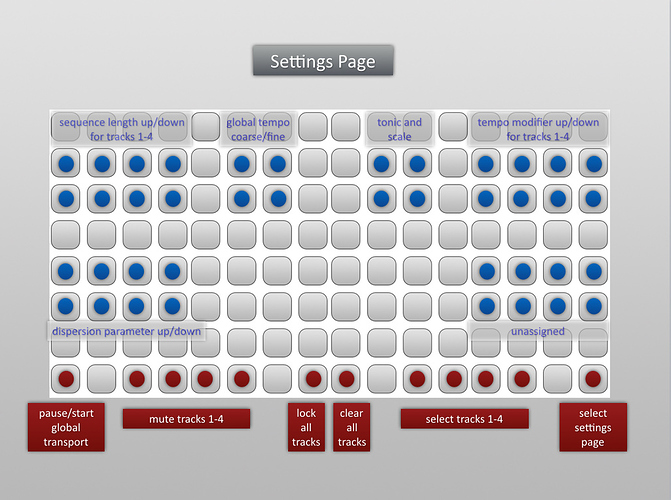 Settings Page
sequence length up/down
for tracks 1-4
global tempo
coarse/fine
tonic and
scale
tempo modifier up/down
for tracks 1-4
dispersion parameter up/down
unassigned
pause/start
global
transport
mute tracks 1-4
lock
all
tracks
clear
all
tracks
select tracks 1-4
select
settings
page